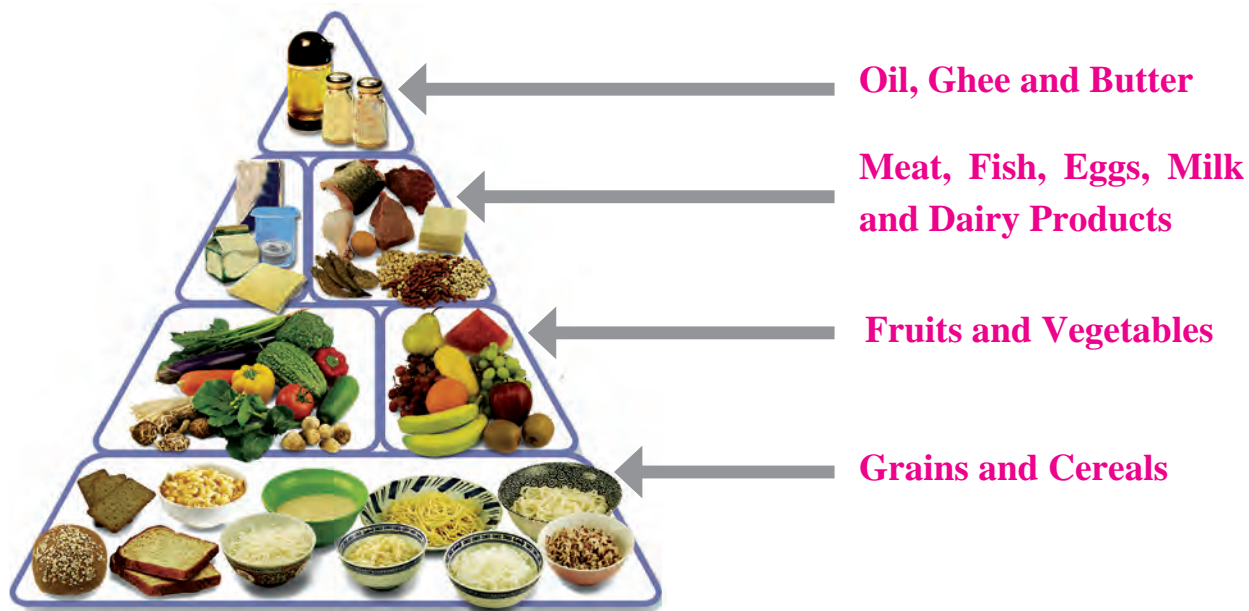 Oil, Ghee and Butter
Meat, Fish, Eggs, Milk
and Dairy Products
Fruits and Vegetables
Grains and Cereals